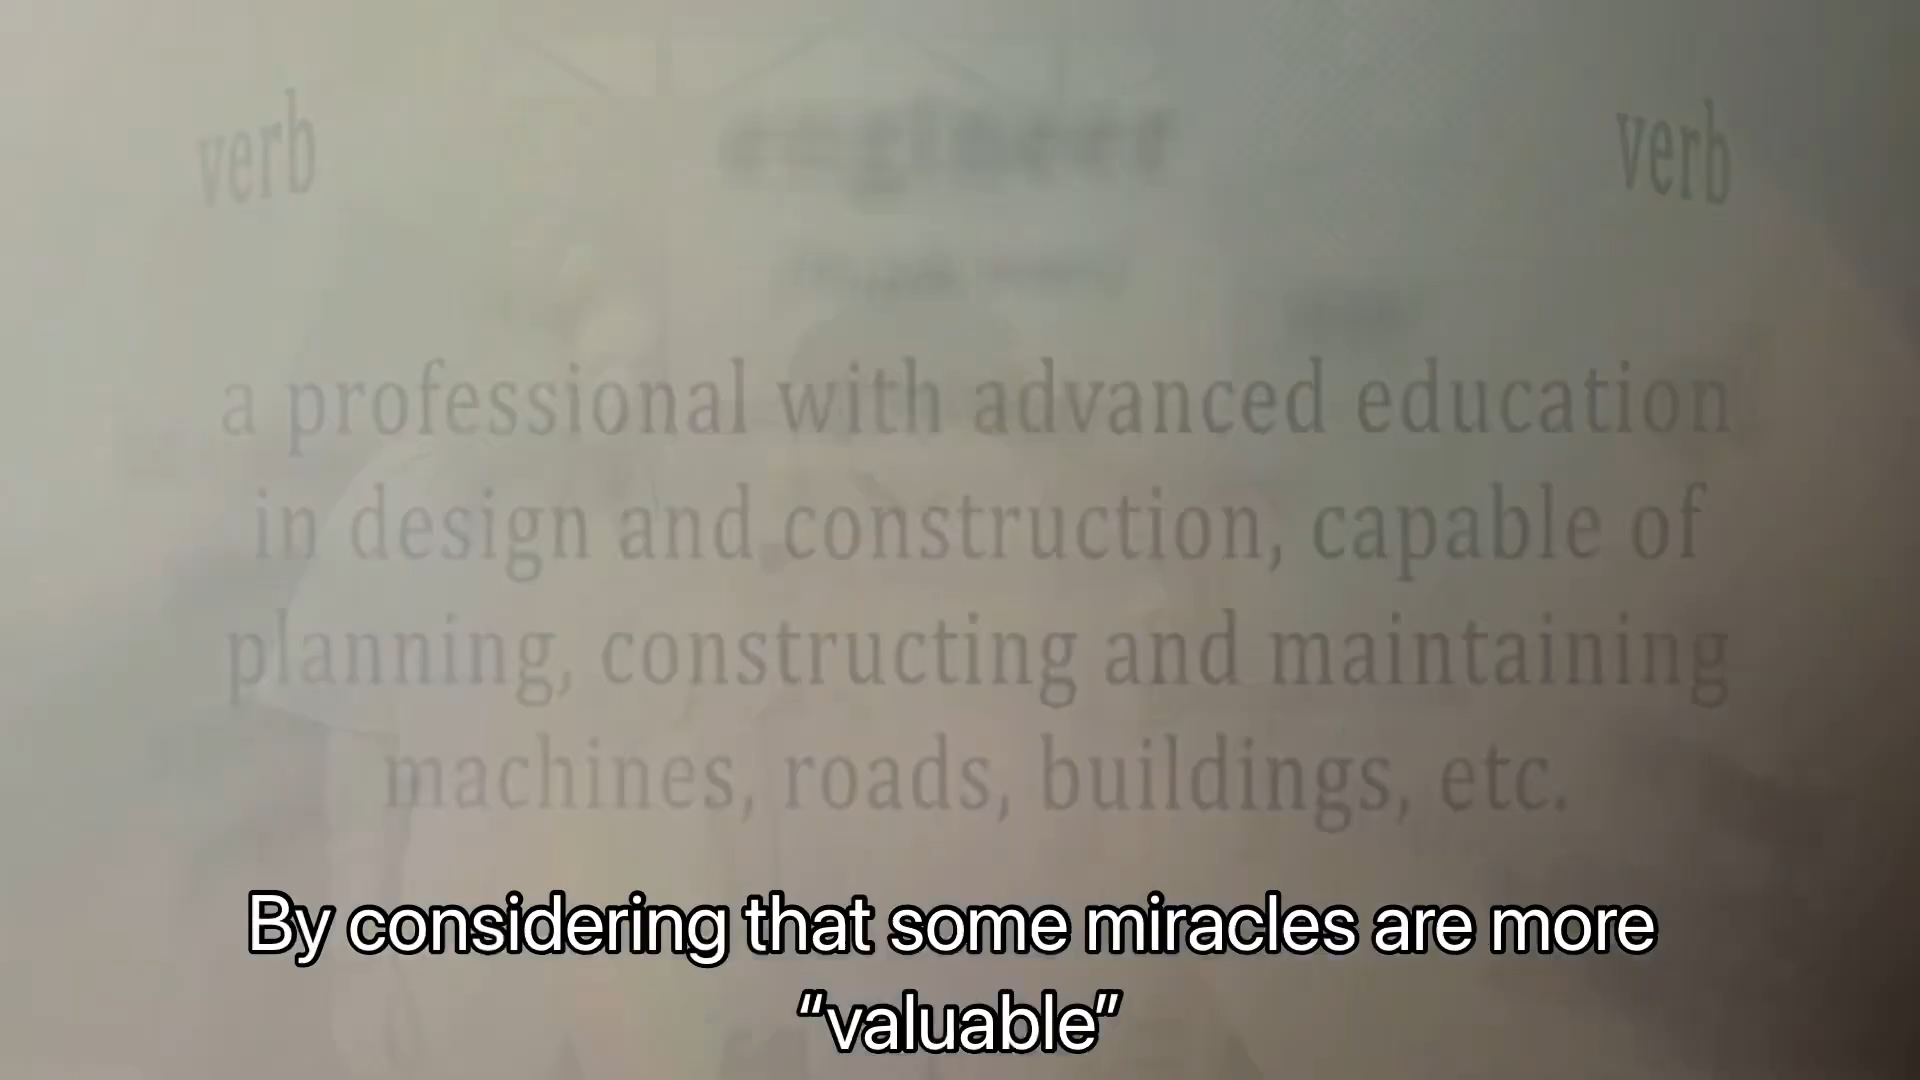 verb engineer verb
a professional with advanced education
in design and construction, capable of
planning, constructing and maintaining
machines, roads, buildings, etc.
By considering that some miracles are more
“valuable”